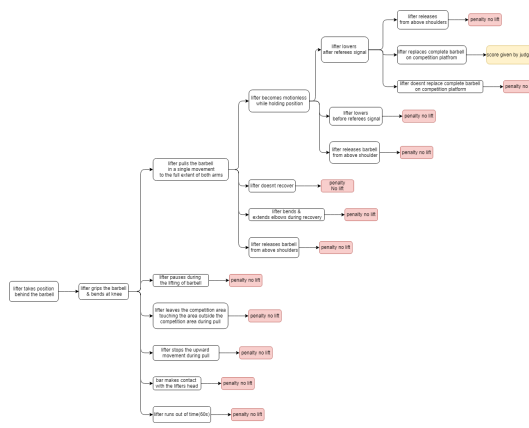 lifter releases
from above shoulders
penalty no lift
lifter lowers
after referees signal
lifter replaces complete barbell
on competition platfrom
score given by judg
lifter doesnt replace complete barbell
on competition platform
penalty no
lifter becomes motionless
while holding position
lifter lowers
before referees signal
penalty no lift
lifter releases barbell
from above shoulder
penalty no lift
lifter pulls the barbell
in a single movement
to the full extent of both arms
lifter doesnt recover
penalty
No lift
lifter bends &
extends elbows during recovery
penalty no lift
lifter releases barbell
from above shoulders
penalty no lift
lifter takes position
behind the barbell
lifter grips the barbell
& bends at knee
lifter pauses during
the lifting of barbell
penalty no lift
lifter leaves the competition area
touching the area outside the
competition area during pull
penalty no lift
lifter stops the upward
movement during pull
penalty no lift
bar makes contact
with the lifters head
penalty no lift
lifter runs out of time(60s)
penalty no lift